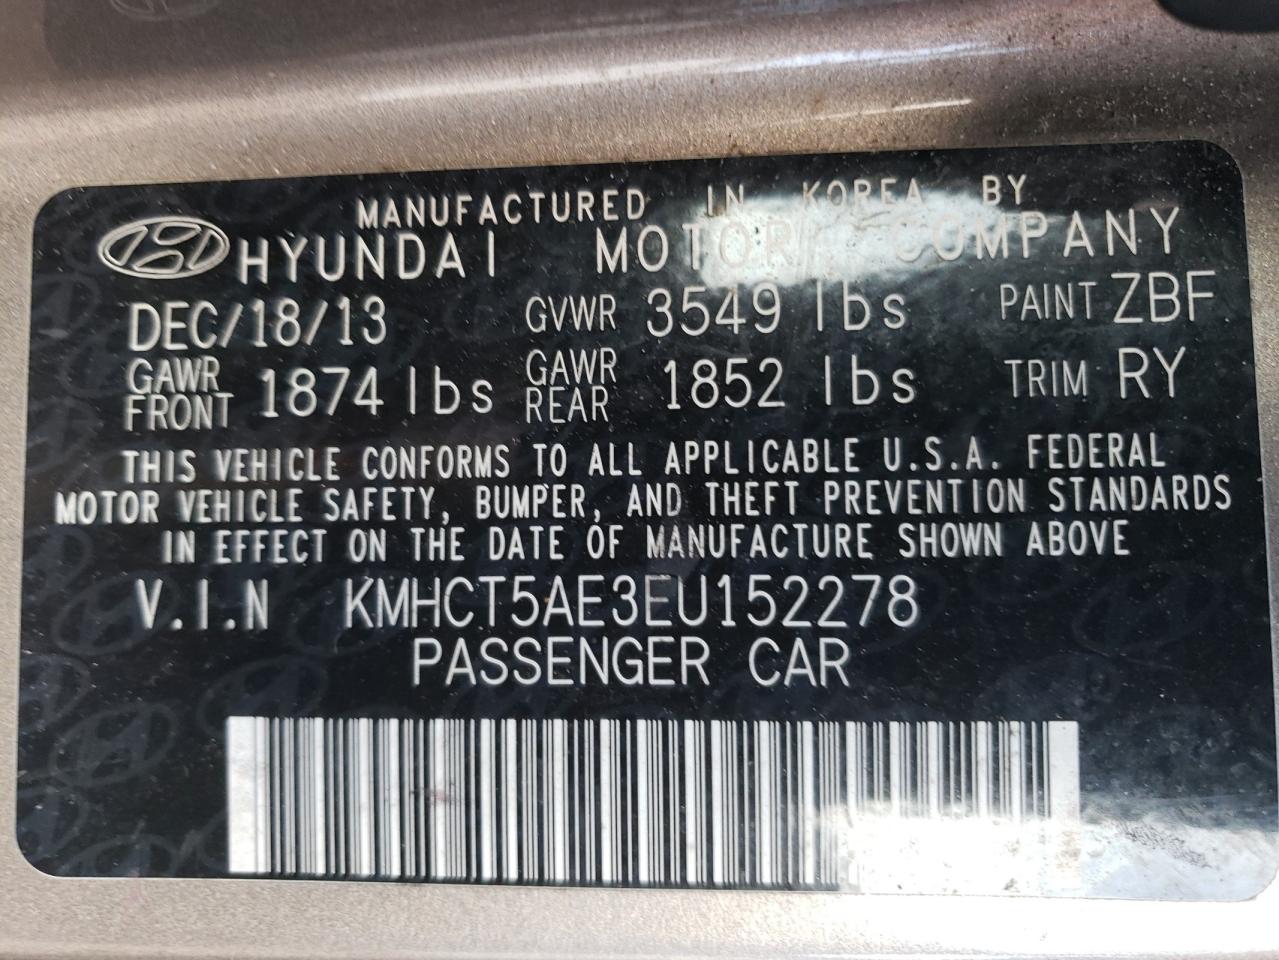 MANUFACTURED IN KOREA BY
HYUNDAI MOTOR COMPANY
DEC/18/13 GVWR 3549 lbs PAINT ZBF
GAWR FRONT 1874 lbs GAWR REAR 1852 lbs TRIM RY
THIS VEHICLE CONFORMS TO ALL APPLICABLE U.S.A. FEDERAL
MOTOR VEHICLE SAFETY, BUMPER, AND THEFT PREVENTION STANDARDS
IN EFFECT ON THE DATE OF MANUFACTURE SHOWN ABOVE
V.I.N KMHCT5AE3EU152278
PASSENGER CAR